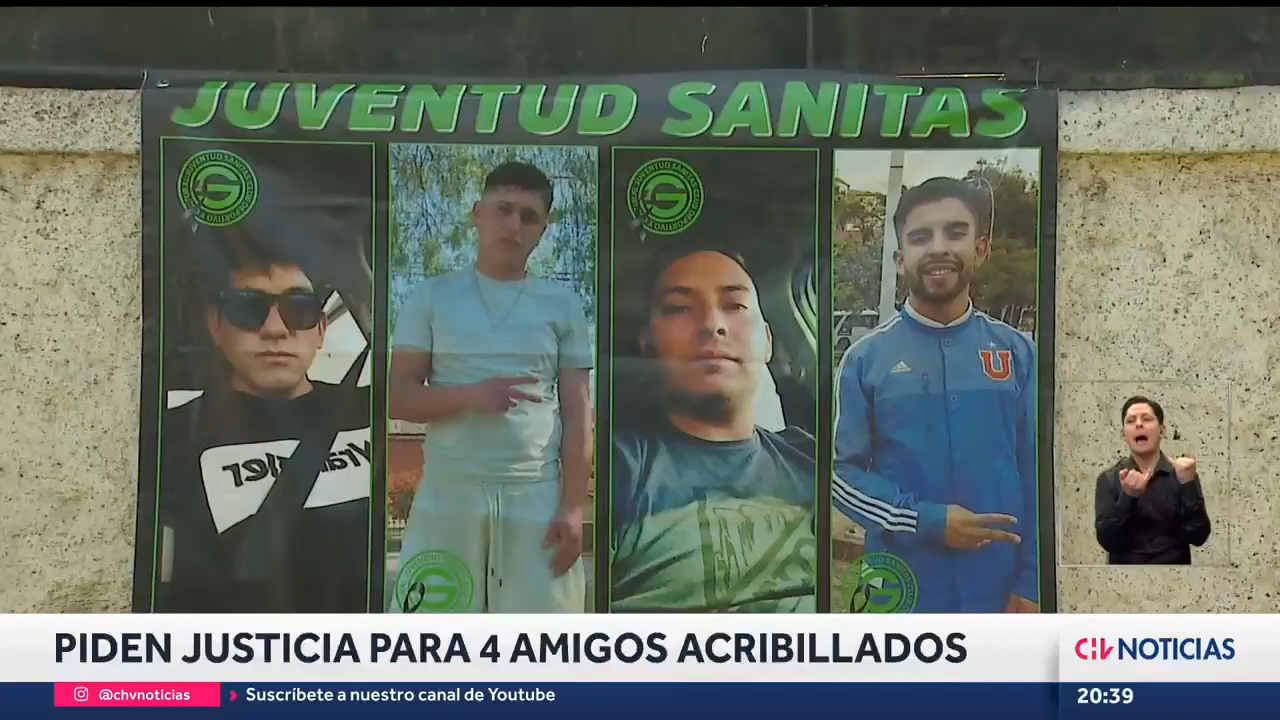 JUVENTUD SANITAS
PIDEN JUSTICIA PARA 4 AMIGOS ACRIBILLADOS
CHV NOTICIAS
@chvnoticias
Suscríbete a nuestro canal de Youtube
20:39